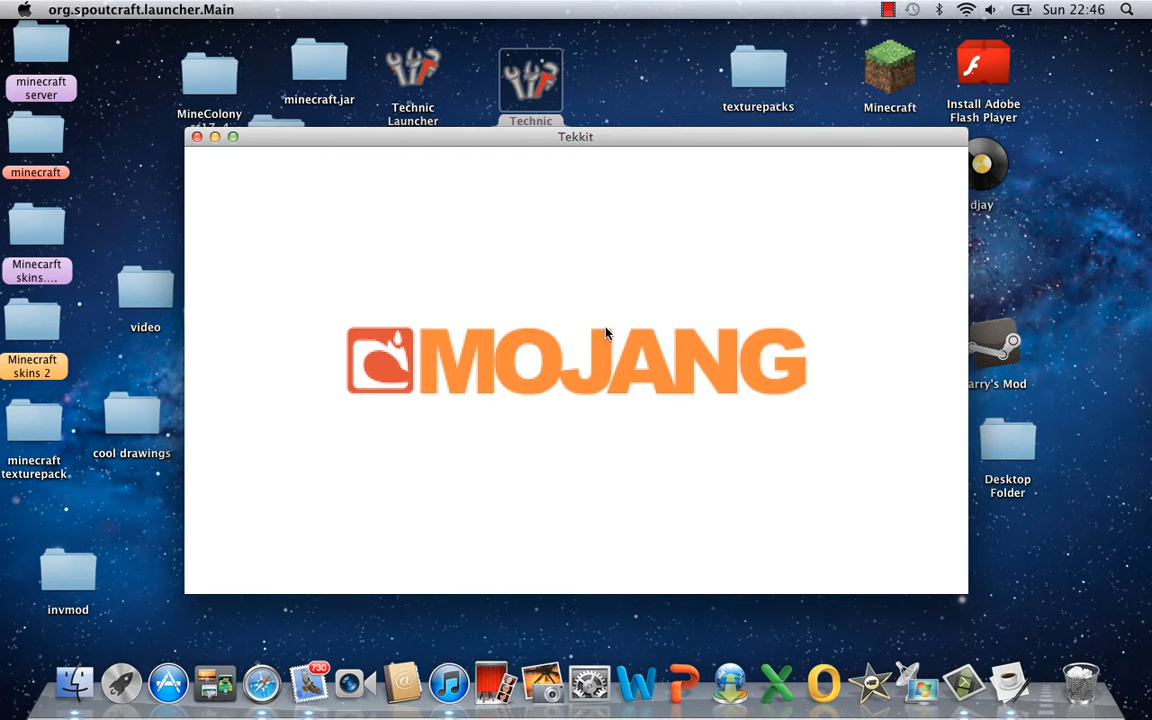 org.spoutcraft.launcher.Main
Sun 22:46
minecraft
server
MineColony
minecraft.jar
Technic
Launcher
Technic
texturepacks
Minecraft
Install Adobe
Flash Player
Tekkit
minecraft
djay
Minecarft
skins....
video
MOJANG
Minecraft
skins 2
arry's Mod
cool drawings
minecraft
texturepack
Desktop
Folder
invmod
730
W
P
X
O